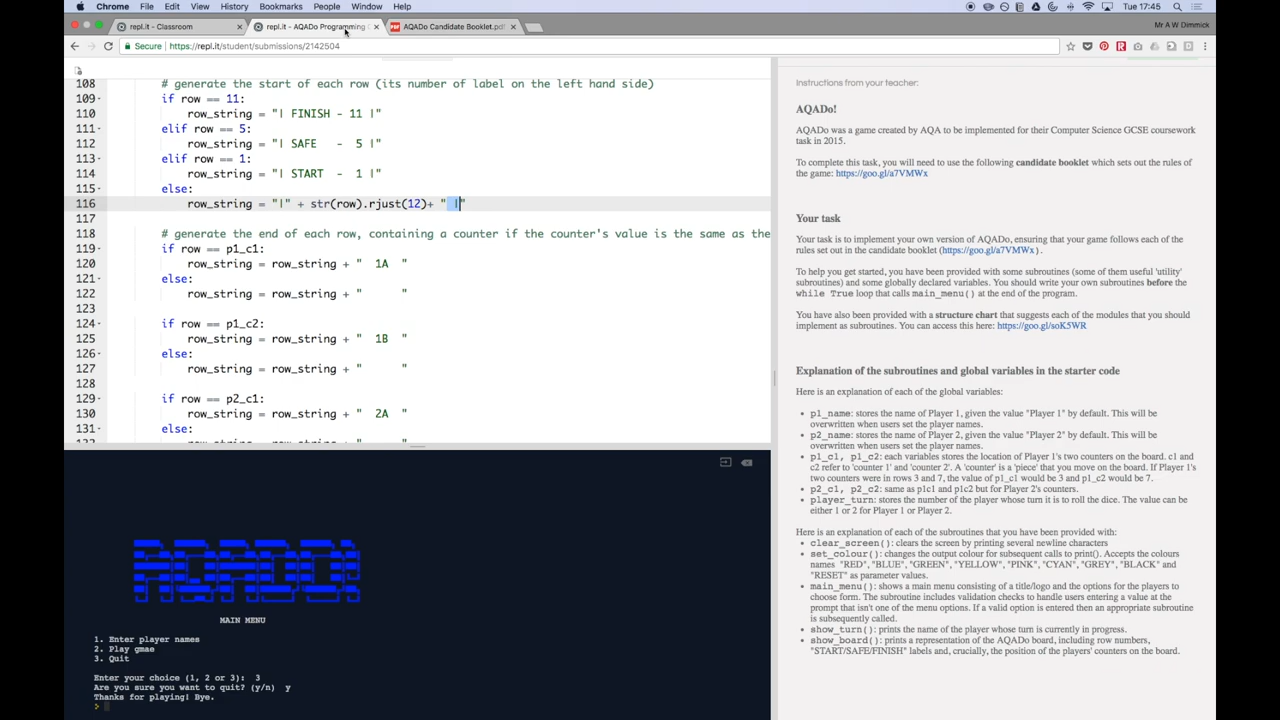 Chrome File Edit View History Bookmarks People Window Help Tue 17:45
repl.it - Classroom
repl.it - AQADo Programming
AQADo Candidate Booklet.pdf
Mr A W Dimmick
Secure https://repl.it/student/submissions/2142504
108 # generate the start of each row (its number of label on the left hand side)
109 if row == 11:
110 row_string = "| FINISH - 11 |"
111 elif row == 5:
112 row_string = "| SAFE   -  5 |"
113 elif row == 1:
114 row_string = "| START  -  1 |"
115 else:
116 row_string = "|" + str(row).rjust(12)+ " |"
117
118 # generate the end of each row, containing a counter if the counter's value is the same as the
119 if row == p1_c1:
120 row_string = row_string + "  1A  "
121 else:
122 row_string = row_string + "      "
123
124 if row == p1_c2:
125 row_string = row_string + "  1B  "
126 else:
127 row_string = row_string + "      "
128
129 if row == p2_c1:
130 row_string = row_string + "  2A  "
131 else:
AQADO
MAIN MENU
1. Enter player names
2. Play gmae
3. Quit
Enter your choice (1, 2 or 3): 3
Are you sure you want to quit? (y/n) y
Thanks for playing! Bye.
>
Instructions from your teacher:
AQADo!
AQADo was a game created by AQA to be implemented for their Computer Science GCSE coursework
task in 2015.
To complete this task, you will need to use the following candidate booklet which sets out the rules of
the game: https://goo.gl/a7VMWx
Your task
Your task is to implement your own version of AQADo, ensuring that your game follows each of the
rules set out in the candidate booklet (https://goo.gl/a7VMWx).
To help you get started, you have been provided with some subroutines (some of them useful 'utility'
subroutines) and some globally declared variables. You should write your own subroutines before the
while True loop that calls main_menu() at the end of the program.
You have also been provided with a structure chart that suggests each of the modules that you should
implement as subroutines. You can access this here: https://goo.gl/soK5WR
Explanation of the subroutines and global variables in the starter code
Here is an explanation of each of the global variables:
• p1_name: stores the name of Player 1, given the value "Player 1" by default. This will be
overwritten when users set the player names.
• p2_name: stores the name of Player 2, given the value "Player 2" by default. This will be
overwritten when users set the player names.
• p1_c1, p1_c2: each variables stores the location of Player 1's two counters on the board. c1 and
c2 refer to 'counter 1' and 'counter 2'. A 'counter' is a 'piece' that you move on the board. If Player 1's
two counters were in rows 3 and 7, the value of p1_c1 would be 3 and p1_c2 would be 7.
• p2_c1, p2_c2: same as p1c1 and p1c2 but for Player 2's counters.
• player_turn: stores the number of the player whose turn it is to roll the dice. The value can be
either 1 or 2 for Player 1 or Player 2.
Here is an explanation of each of the subroutines that you have been provided with:
• clear_screen(): clears the screen by printing several newline characters
• set_colour(): changes the output colour for subsequent calls to print(). Accepts the colours
names "RED", "BLUE", "GREEN", "YELLOW", "PINK", "CYAN", "GREY", "BLACK" and
"RESET" as parameter values.
• main_menu(): shows a main menu consisting of a title/logo and the options for the players to
choose form. The subroutine includes validation checks to handle users entering a value at the
prompt that isn't one of the menu options. If a valid option is entered then an appropriate subroutine
is subsequently called.
• show_turn(): prints the name of the player whose turn is currently in progress.
• show_board(): prints a representation of the AQADo board, including row numbers,
"START/SAFE/FINISH" labels and, crucially, the position of the players' counters on the board.